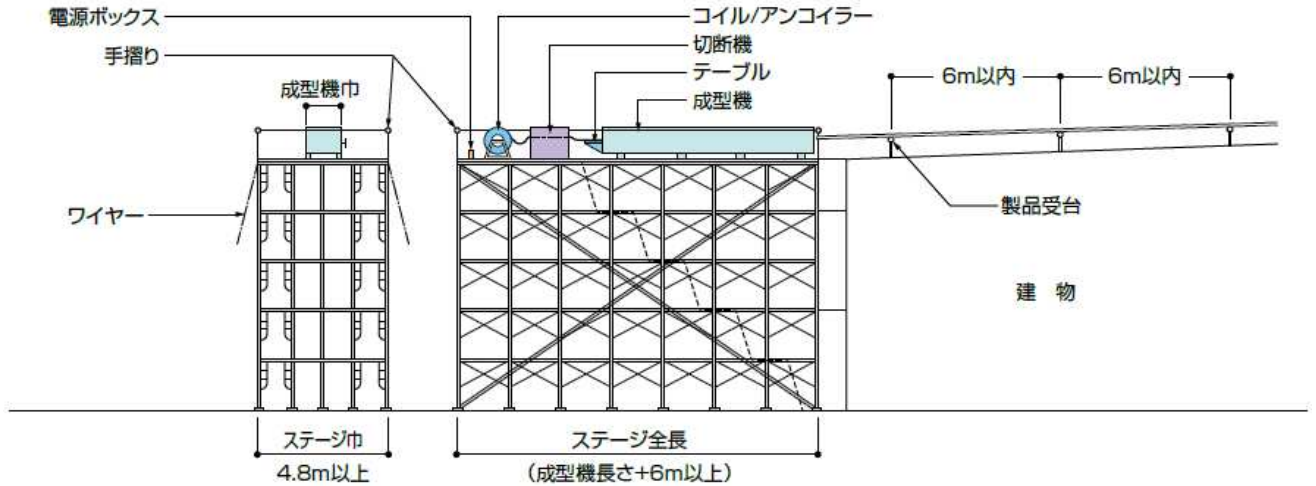 電源ボックス
手摺り
成型機巾
ワイヤー
コイル/アンコイラー
切断機
テーブル
成型機
6m以内
6m以内
製品受台
建 物
ステージ巾
4.8m以上
ステージ全長
(成型機長さ+6m以上)